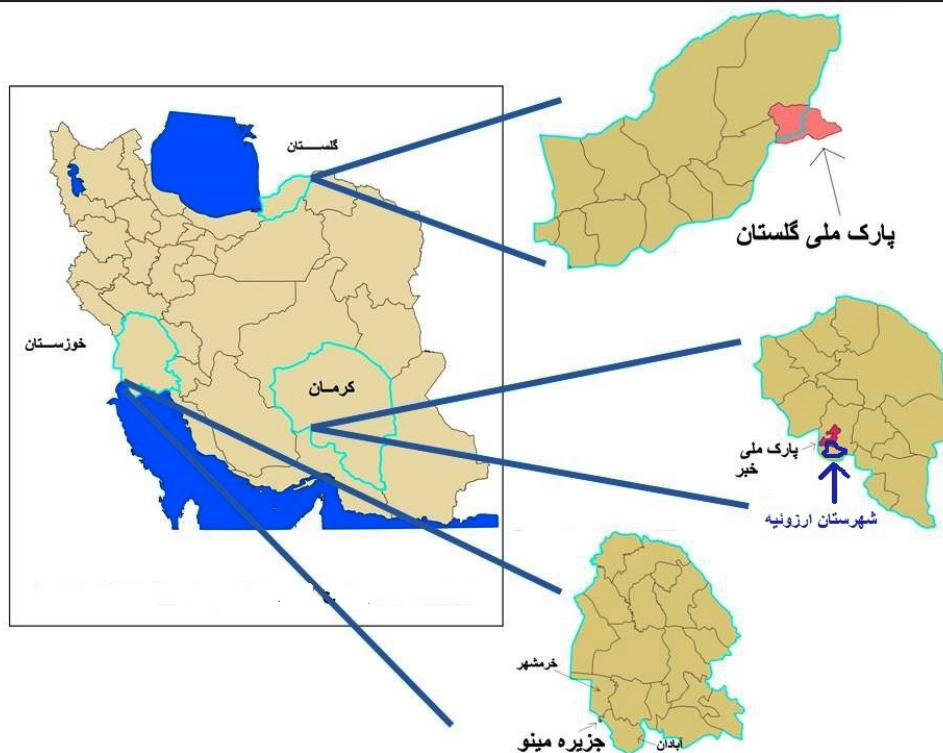 گلستان
پارک ملی گلستان
خوزستان
کرمان
پارک ملی
خبر
شهرستان ارزوئیه
خرمشهر
جزیره مینو
آبادان